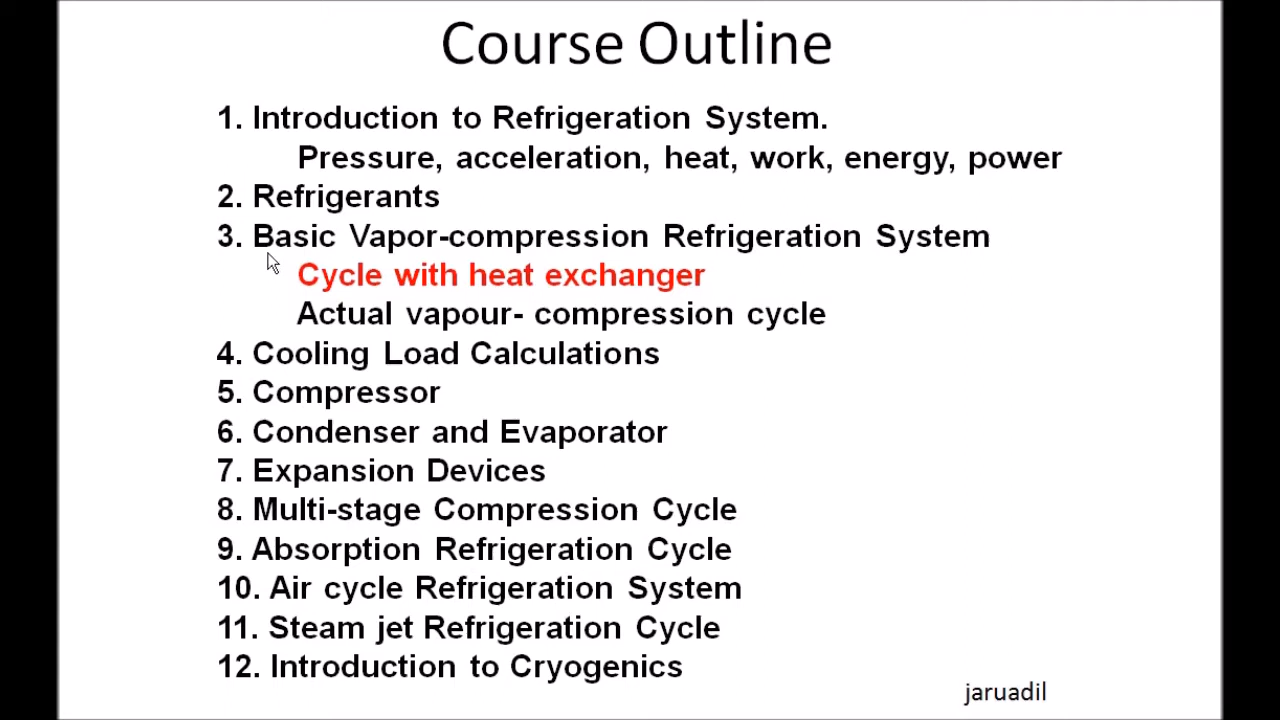 Course Outline
1. Introduction to Refrigeration System.
Pressure, acceleration, heat, work, energy, power
2. Refrigerants
3. Basic Vapor-compression Refrigeration System
Cycle with heat exchanger
Actual vapour- compression cycle
4. Cooling Load Calculations
5. Compressor
6. Condenser and Evaporator
7. Expansion Devices
8. Multi-stage Compression Cycle
9. Absorption Refrigeration Cycle
10. Air cycle Refrigeration System
11. Steam jet Refrigeration Cycle
12. Introduction to Cryogenics
jaruadil